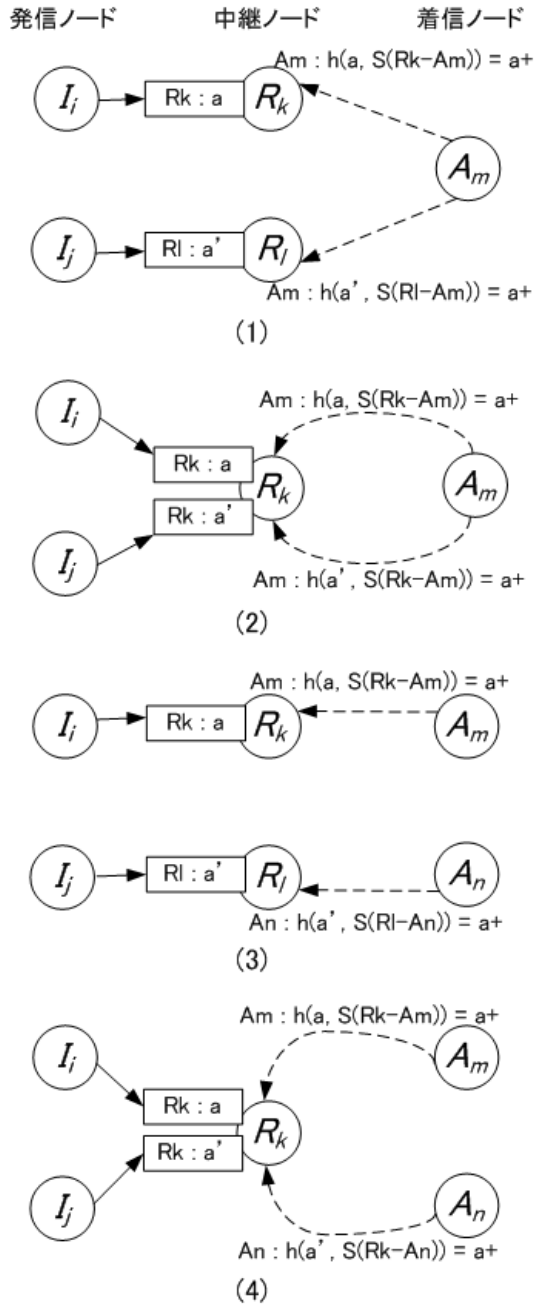 発信ノード 中継ノード 着信ノード
Am : h(a, S(Rk-Am)) = a+
Ii
Rk : a
Rk
Am
Ij
Rl : a'
Rl
Am : h(a', S(Rl-Am)) = a+
(1)
Am : h(a, S(Rk-Am)) = a+
Ii
Rk : a
Rk
Am
Rk : a'
Ij
Am : h(a', S(Rk-Am)) = a+
(2)
Am : h(a, S(Rk-Am)) = a+
Ii
Rk : a
Rk
Am
Ij
Rl : a'
Rl
An
An : h(a', S(Rl-An)) = a+
(3)
Am : h(a, S(Rk-Am)) = a+
Ii
Am
Rk : a
Rk
Rk : a'
Ij
An
An : h(a', S(Rk-An)) = a+
(4)